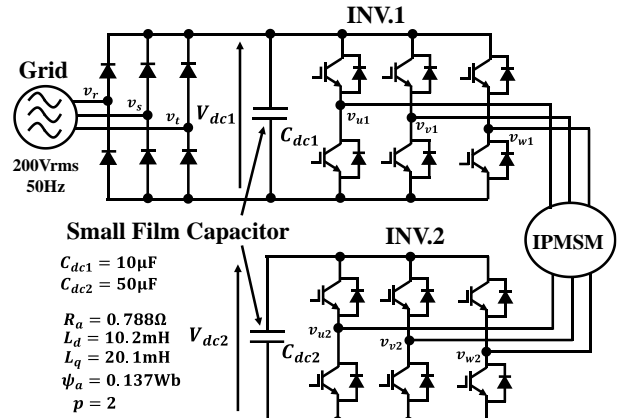 INV.1
Grid
v_r
v_s
v_t
V_dc1
C_dc1
v_u1
v_v1
v_w1
200Vrms
50Hz
Small Film Capacitor
INV.2
IPMSM
C_dc1 = 10μF
C_dc2 = 50μF
R_a = 0.788Ω
L_d = 10.2mH
L_q = 20.1mH
ψ_a = 0.137Wb
p = 2
V_dc2
C_dc2
v_u2
v_v2
v_w2